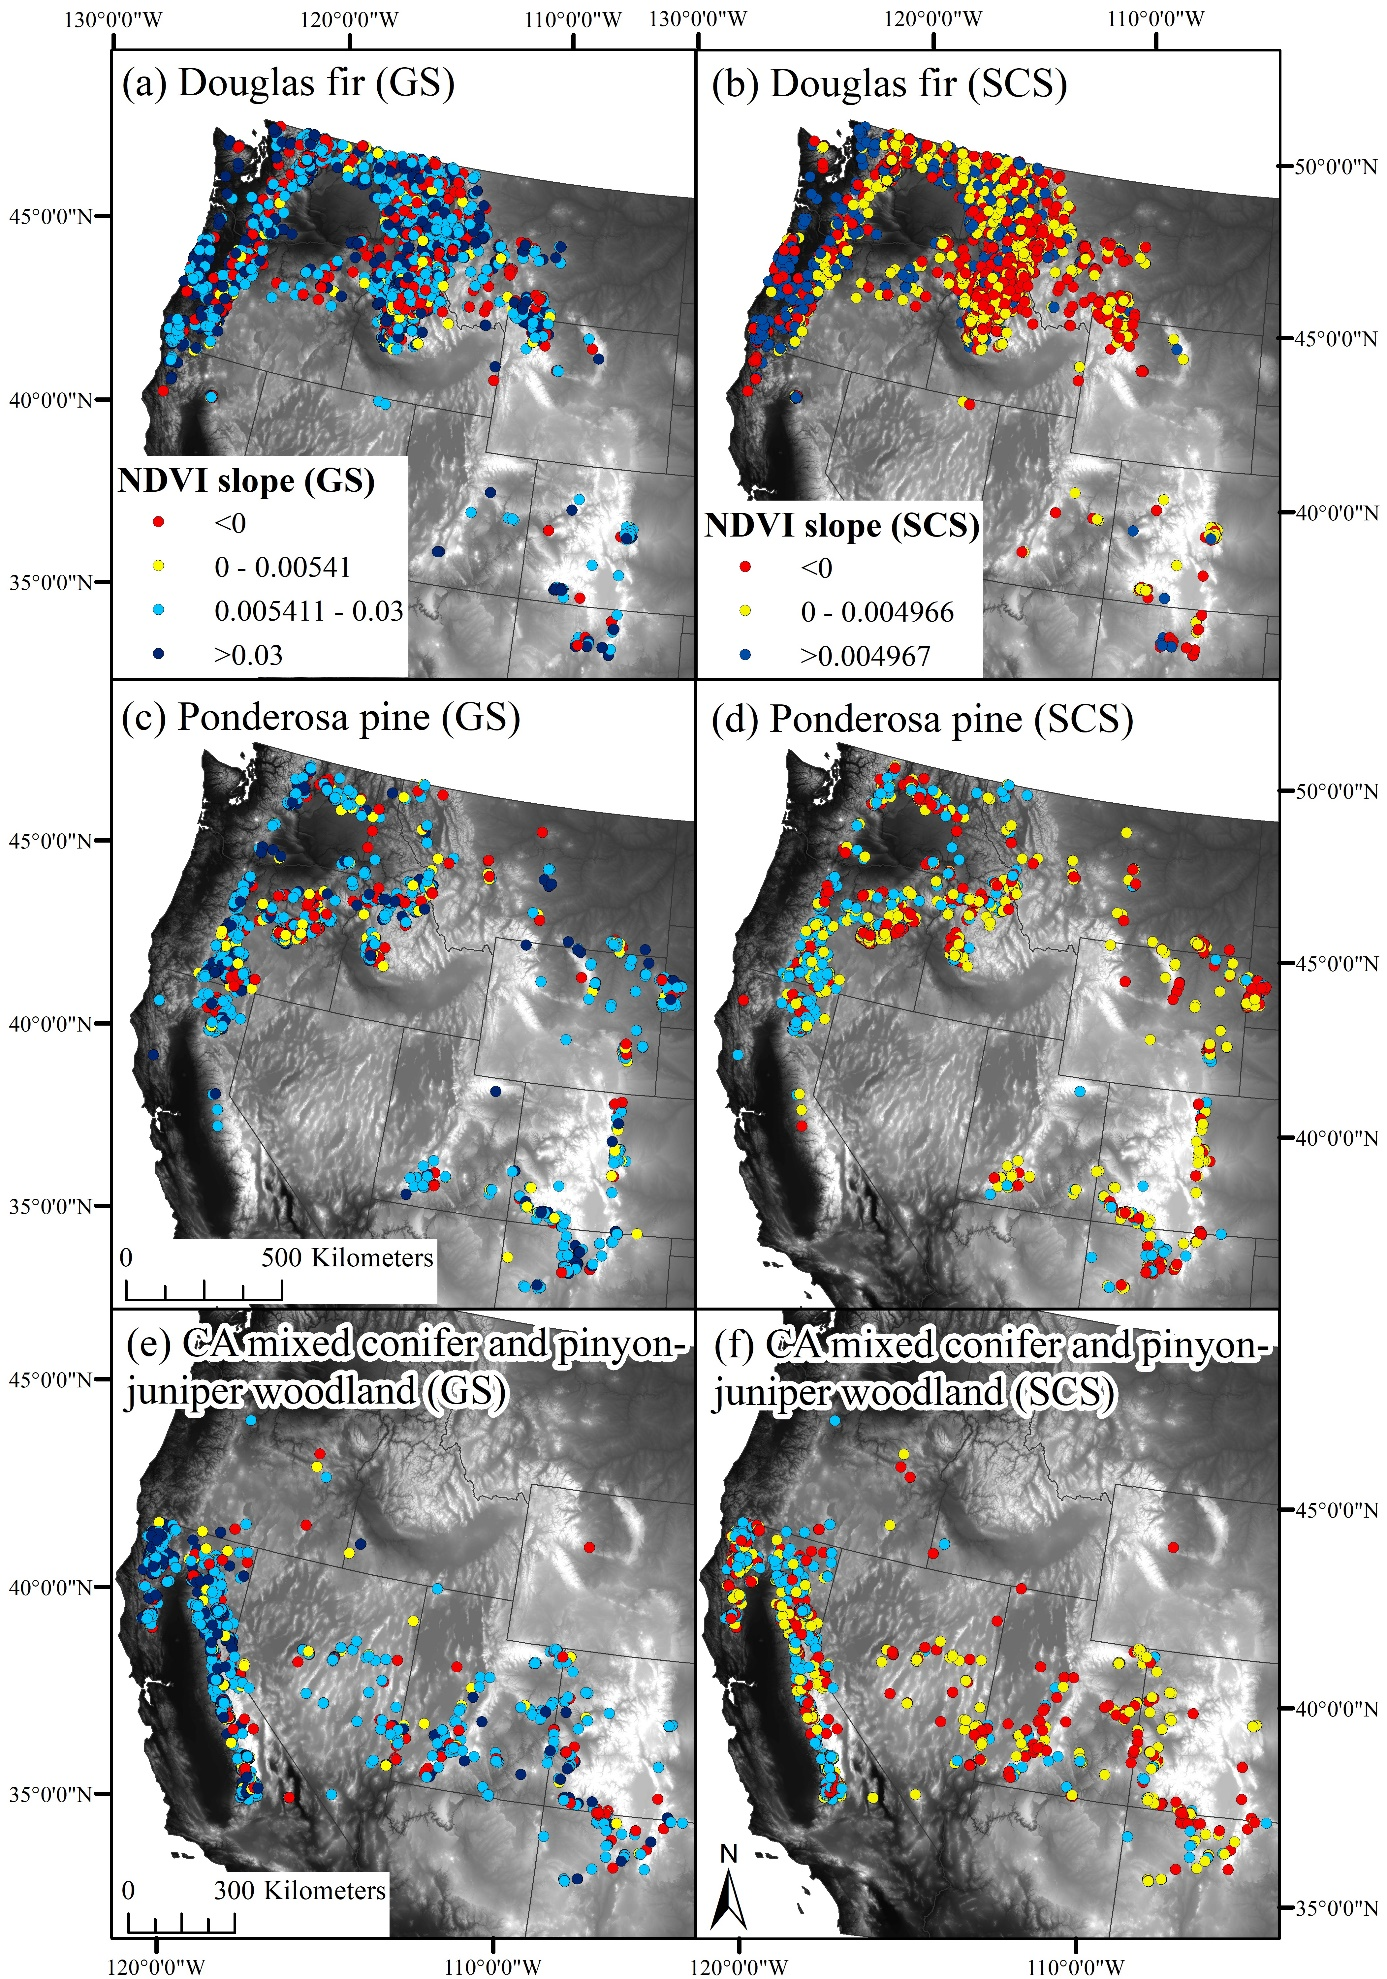 130°0'0"W 120°0'0"W 110°0'0"W 130°0'0"W 120°0'0"W 110°0'0"W
(a) Douglas fir (GS)
(b) Douglas fir (SCS)
50°0'0"N
45°0'0"N
45°0'0"N
40°0'0"N
NDVI slope (GS)
<0
0 - 0.00541
0.005411 - 0.03
>0.03
35°0'0"N
NDVI slope (SCS)
<0
0 - 0.004966
>0.004967
40°0'0"N
(c) Ponderosa pine (GS)
(d) Ponderosa pine (SCS)
50°0'0"N
45°0'0"N
45°0'0"N
40°0'0"N
40°0'0"N
35°0'0"N
0 500 Kilometers
(e) CA mixed conifer and pinyon-
juniper woodland (GS)
(f) CA mixed conifer and pinyon-
juniper woodland (SCS)
45°0'0"N
45°0'0"N
40°0'0"N
40°0'0"N
35°0'0"N
0 300 Kilometers
N
35°0'0"N
120°0'0"W 110°0'0"W 120°0'0"W 110°0'0"W